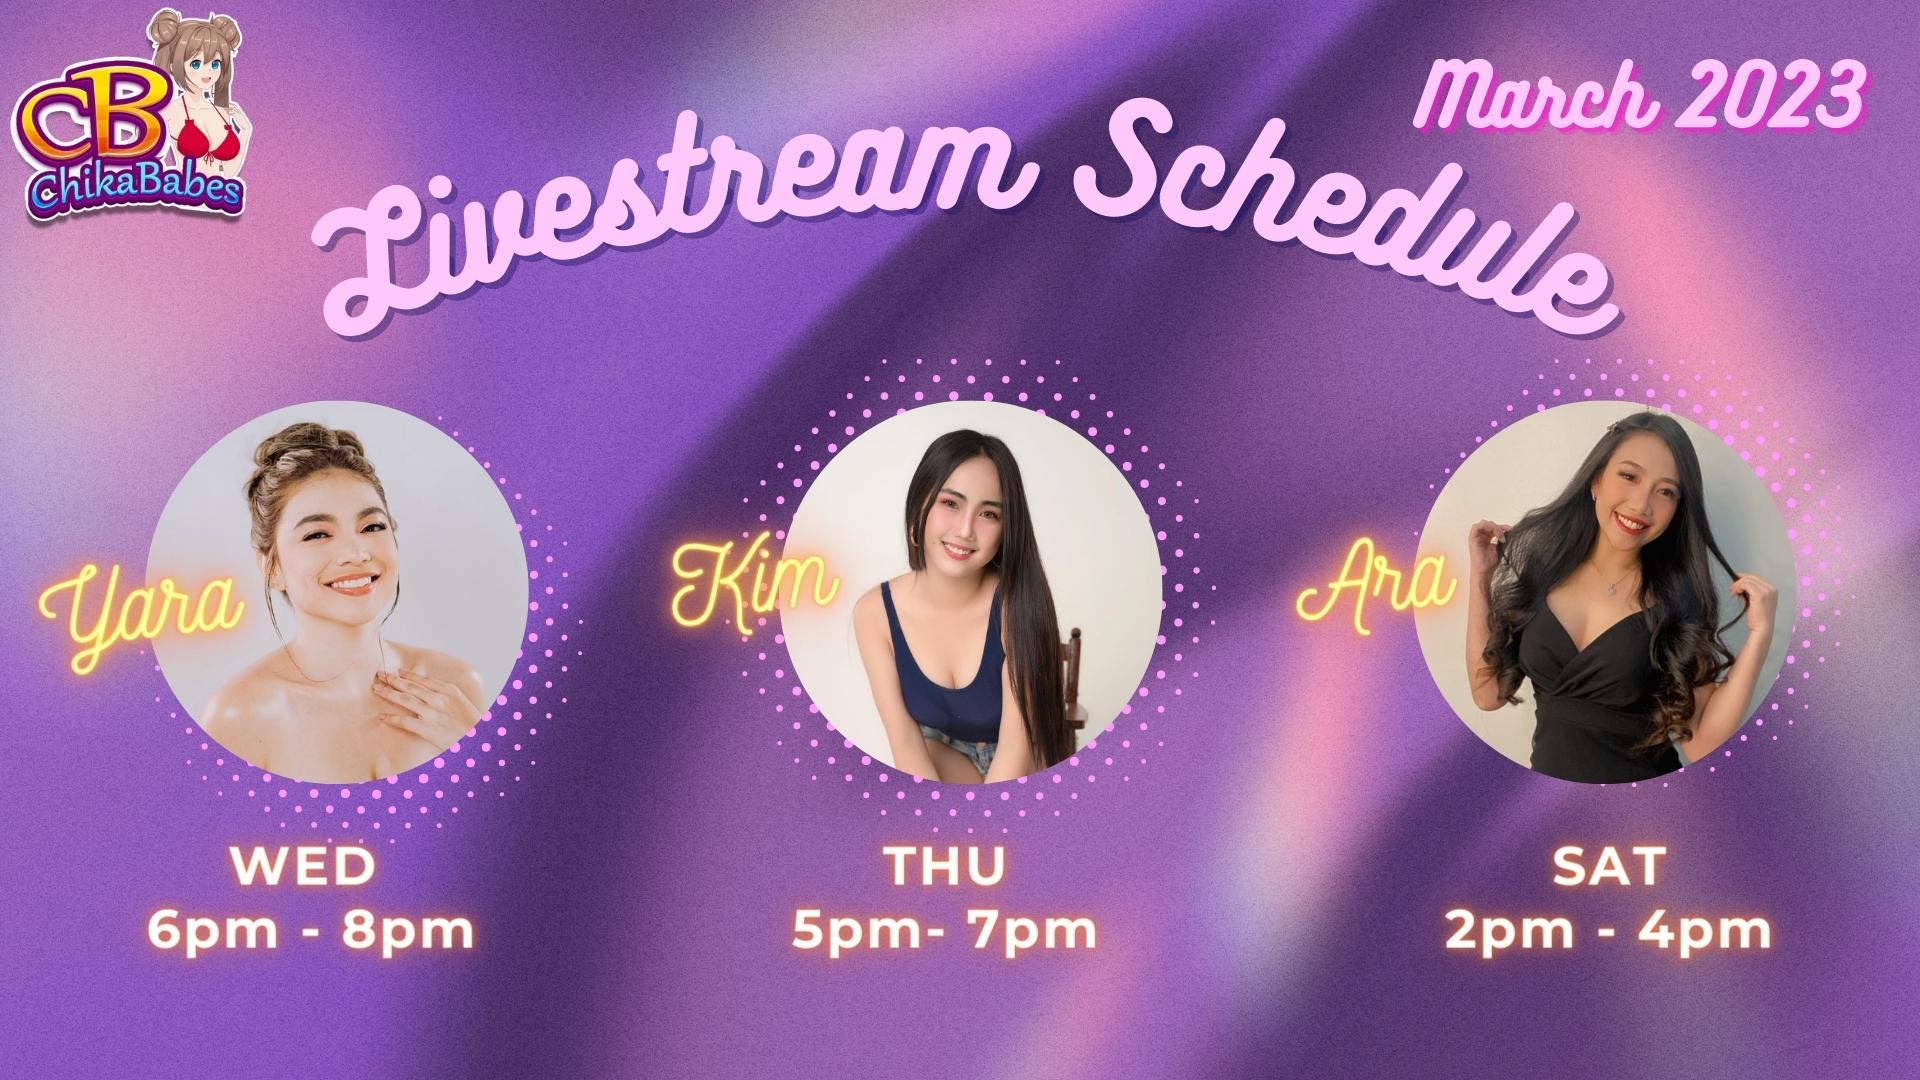 CB
ChikaBabes
March 2023
Livestream Schedule
Yara
Kim
Ara
WED
6pm - 8pm
THU
5pm- 7pm
SAT
2pm - 4pm